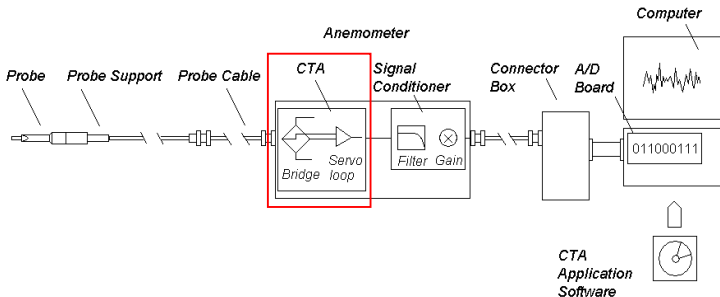 Computer
Anemometer
Probe
Probe Support
Probe Cable
CTA
Signal
Conditioner
Connector
Box
A/D
Board
011000111
Bridge
Servo
loop
Filter
Gain
CTA
Application
Software